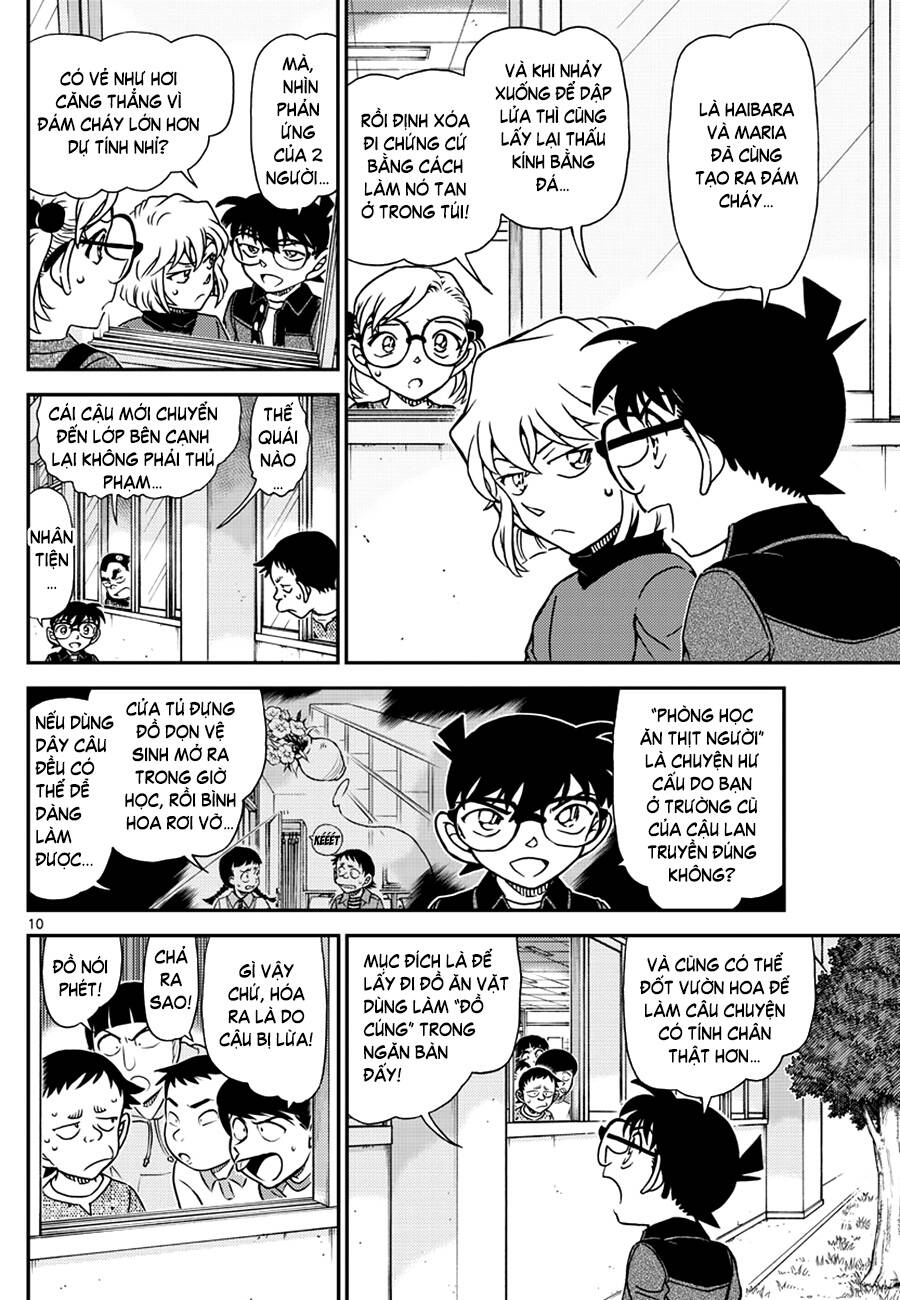 LÀ HAIBARA
VÀ MARIA
ĐÃ CÙNG
TẠO RA ĐÁM
CHÁY...
VÀ KHI NHẢY
XUỐNG ĐỂ DẬP
LỬA THÌ CŨNG
LẤY LẠI THẤU
KÍNH BẰNG
ĐÁ...
RỒI ĐỊNH XÓA
ĐI CHỨNG CỨ
BẰNG CÁCH
LÀM NÓ TAN
Ở TRONG TÚI!
MÀ,
NHÌN
PHẢN
ỨNG
CỦA 2
NGƯỜI...
CÓ VẺ NHƯ HƠI
CĂNG THẲNG VÌ
ĐÁM CHÁY LỚN HƠN
DỰ TÍNH NHỈ?
THẾ
QUÁI
NÀO
...
CÁI CẬU MỚI CHUYỂN
ĐẾN LỚP BÊN CẠNH
LẠI KHÔNG PHẢI THỦ
PHẠM...
NHÂN
TIỆN
...
“PHÒNG HỌC
ĂN THỊT NGƯỜI”
LÀ CHUYỆN HƯ
CẤU DO BẠN
Ở TRƯỜNG CŨ
CỦA CẬU LAN
TRUYỀN ĐÚNG
KHÔNG?
CỬA TỦ ĐỰNG
ĐỒ DỌN VỆ
SINH MỞ RA
TRONG GIỜ
HỌC, RỒI BÌNH
HOA RƠI VỠ...
KÉÉÉT
NẾU DÙNG
DÂY CÂU
ĐỀU CÓ
THỂ DỄ
DÀNG LÀM
ĐƯỢC...
10
VÀ CŨNG CÓ THỂ
ĐỐT VƯỜN HOA ĐỂ
LÀM CÂU CHUYỆN
CÓ TÍNH CHÂN
THẬT HƠN...
MỤC ĐÍCH LÀ ĐỂ
LẤY ĐI ĐỒ ĂN VẶT
DÙNG LÀM “ĐỒ
CÚNG” TRONG
NGĂN BÀN
ĐẤY!
GÌ VẬY
CHỨ, HÓA
RA LÀ DO
CẬU BỊ LỪA!
CHẢ
RA
SAO!
ĐỒ NÓI
PHÉT!